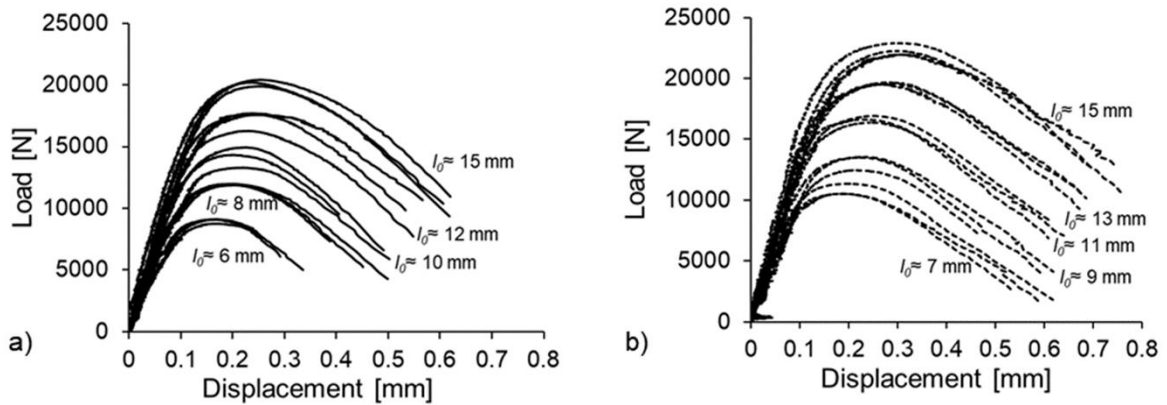 25000
20000
15000
10000
5000
0
Load [N]
0 0.1 0.2 0.3 0.4 0.5 0.6 0.7 0.8
Displacement [mm]
a)
l0≈ 15 mm
l0≈ 8 mm
l0≈ 12 mm
l0≈ 6 mm
l0≈ 10 mm
25000
20000
15000
10000
5000
0
Load [N]
0 0.1 0.2 0.3 0.4 0.5 0.6 0.7 0.8
Displacement [mm]
b)
l0≈ 15 mm
l0≈ 13 mm
l0≈ 11 mm
l0≈ 7 mm
l0≈ 9 mm